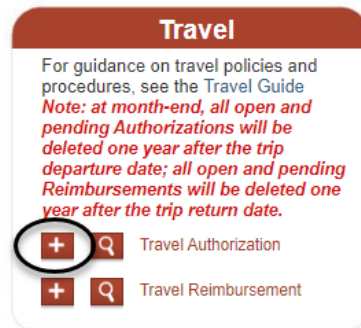 Travel
For guidance on travel policies and
procedures, see the Travel Guide
Note: at month-end, all open and
pending Authorizations will be
deleted one year after the trip
departure date; all open and pending
Reimbursements will be deleted one
year after the trip return date.
Travel Authorization
Travel Reimbursement